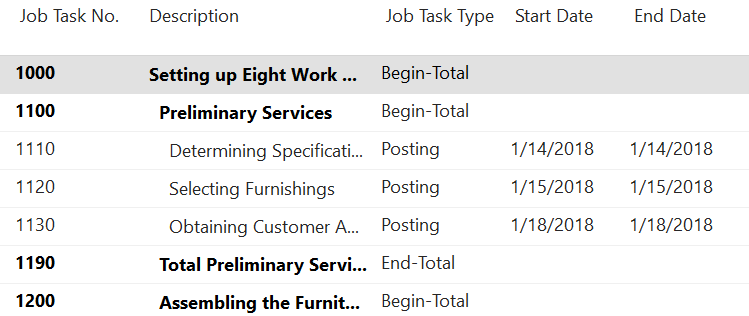 Job Task No. Description Job Task Type Start Date End Date
1000 Setting up Eight Work ... Begin-Total
1100 Preliminary Services Begin-Total
1110 Determining Specificati... Posting 1/14/2018 1/14/2018
1120 Selecting Furnishings Posting 1/15/2018 1/15/2018
1130 Obtaining Customer A... Posting 1/18/2018 1/18/2018
1190 Total Preliminary Servi... End-Total
1200 Assembling the Furnit... Begin-Total